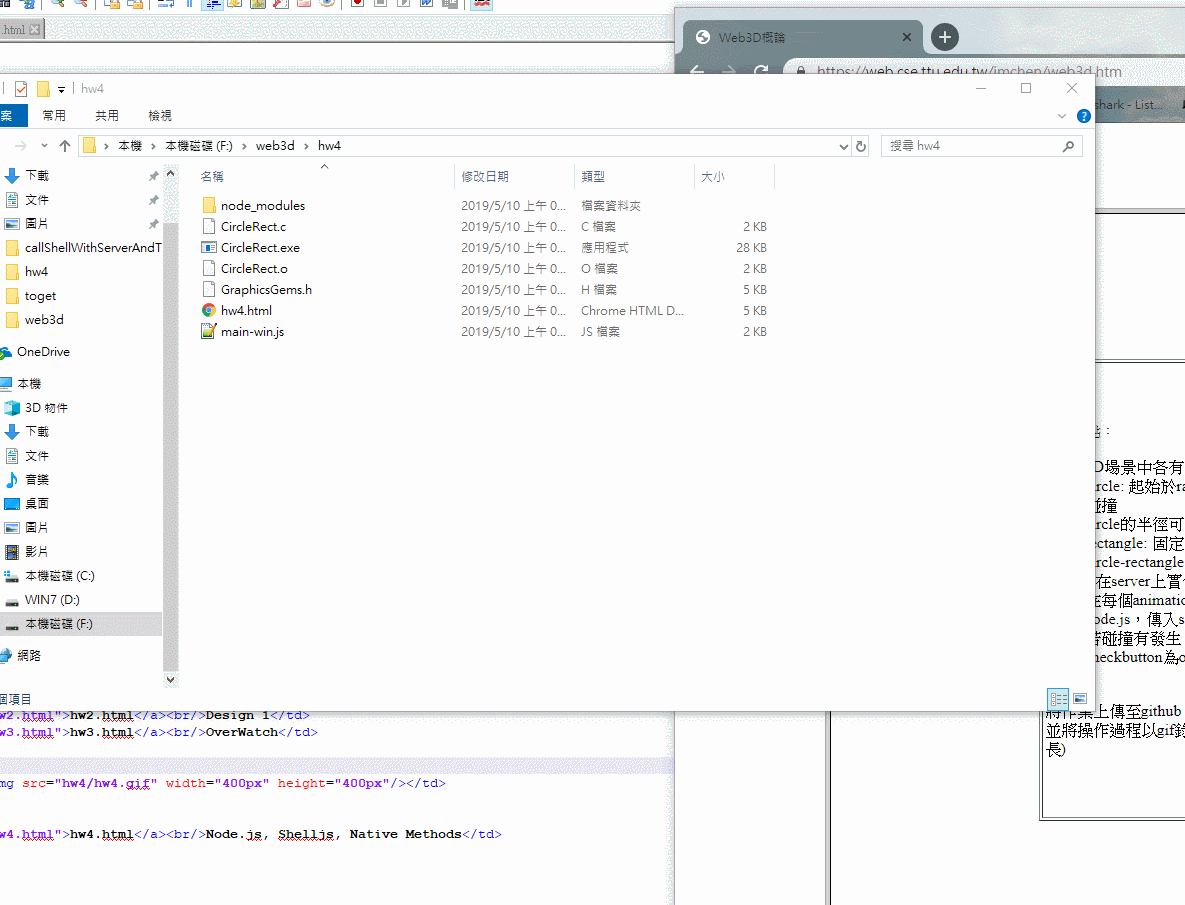 .html
Web3D概論
https://web.cse.ttu.edu.tw/jmchen/web3d.htm
hw4
shark - List...
案 常用 共用 檢視
本機 本機磁碟 (F:) web3d hw4
搜尋 hw4
名稱 修改日期 類型 大小
下載
文件
圖片
callShellWithServerAndT
hw4
toget
web3d
OneDrive
本機
3D 物件
下載
文件
音樂
桌面
圖片
影片
本機磁碟 (C:)
WIN7 (D:)
本機磁碟 (F:)
網路
個項目
node_modules 2019/5/10 上午 0... 檔案資料夾
CircleRect.c 2019/5/10 上午 0... C 檔案 2 KB
CircleRect.exe 2019/5/10 上午 0... 應用程式 28 KB
CircleRect.o 2019/5/10 上午 0... O 檔案 2 KB
GraphicsGems.h 2019/5/10 上午 0... H 檔案 5 KB
hw4.html 2019/5/10 上午 0... Chrome HTML D... 5 KB
main-win.js 2019/5/10 上午 0... JS 檔案 2 KB
D場景中各有
rcle: 起始於ra
碰撞
rcle的半徑可
ectangle: 固定
rcle-rectangle
在server上實
每個animatio
ode.js，傳入s
碰撞有發生
heckbutton為o
將作業上傳至github
並將操作過程以gif錄
長)
w2.html">hw2.html</a><br/>Design 1</td>
w3.html">hw3.html</a><br/>OverWatch</td>
mg src="hw4/hw4.gif" width="400px" height="400px"/></td>
w4.html">hw4.html</a><br/>Node.js, Shelljs, Native Methods</td>